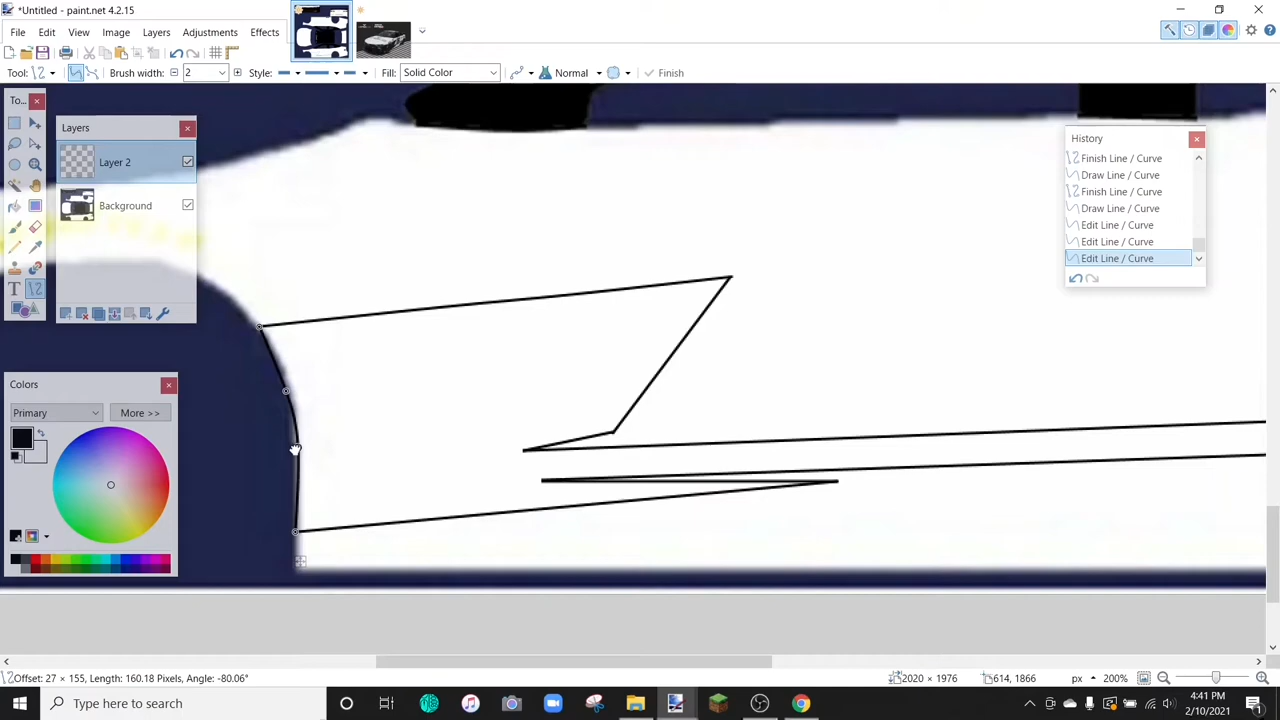 *Untitled - paint.net 4.2.15
File Edit View Image Layers Adjustments Effects
Tool: Brush width: 2 Style: Fill: Solid Color Normal Finish
To...
Layers
Layer 2
Background
T
History
Finish Line / Curve
Draw Line / Curve
Finish Line / Curve
Draw Line / Curve
Edit Line / Curve
Edit Line / Curve
Edit Line / Curve
Colors
Primary More >>
Offset: 27 × 155, Length: 160.18 Pixels, Angle: -80.06° 2020 × 1976 614, 1866 px 200%
Type here to search
4:41 PM
2/10/2021